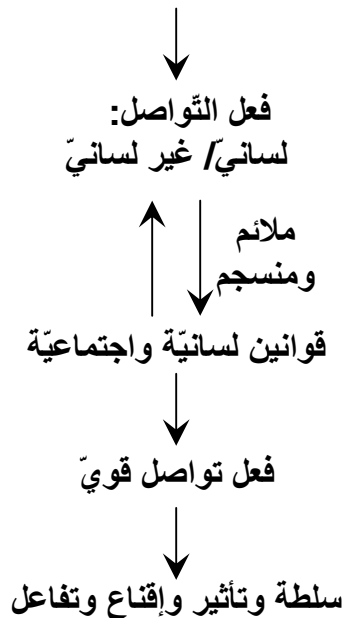 فعل التّواصل:
لسانيّ/ غير لسانيّ
ملائم
ومنسجم
قوانين لسانيّة واجتماعيّة
فعل تواصل قويّ
سلطة وتأثير وإقناع وتفاعل